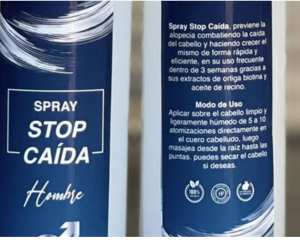 SPRAY
STOP
CAÍDA
Hombre
Spray Stop Caída, previene la
alopecia combatiendo la caída
del cabello y haciendo crecer el
mismo de forma rápida y
eficiente, en su uso frecuente
dentro de 3 semanas gracias a
sus extractos de ortiga biotina y
aceite de recino.
Modo de Uso
Aplicar sobre el cabello limpio y
ligeramente húmedo de 5 a 10
atomizaciones directamente en
el cuero cabelludo, luego
masajea desde la raíz hasta las
puntas, puedes secar el cabello
si deseas.
100%